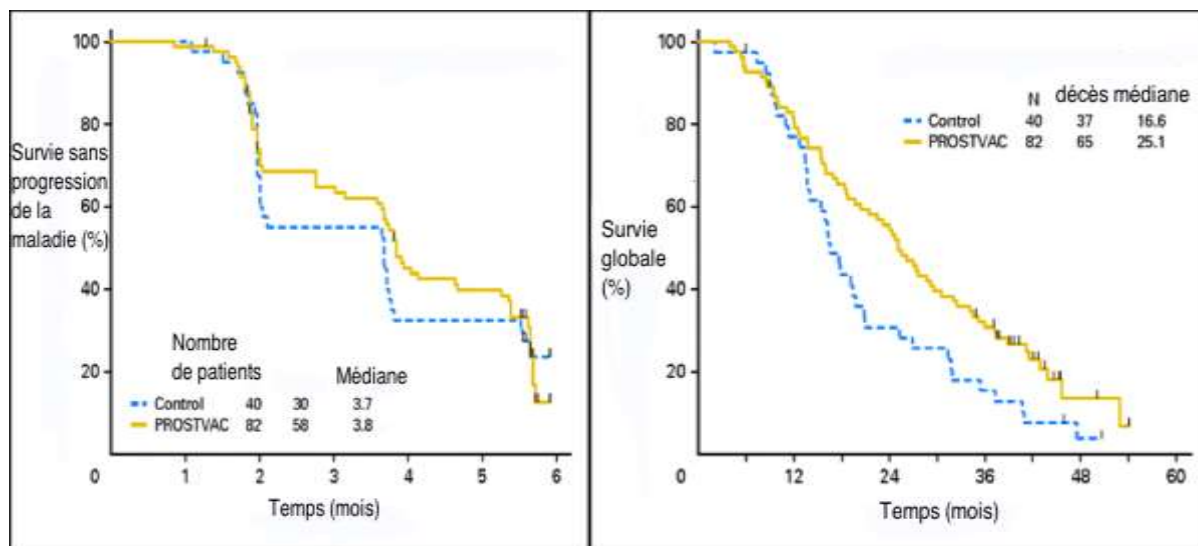 100
80
Survie sans
progression
de la
maladie (%)
60
40
20
0
1
2
3
4
5
6
Temps (mois)
Nombre
de patients
Médiane
Control 40 30 3.7
PROSTVAC 82 58 3.8
100
80
60
Survie
globale
(%)
40
20
0
12
24
36
48
60
Temps (mois)
N décès médiane
Control 40 37 16.6
PROSTVAC 82 65 25.1